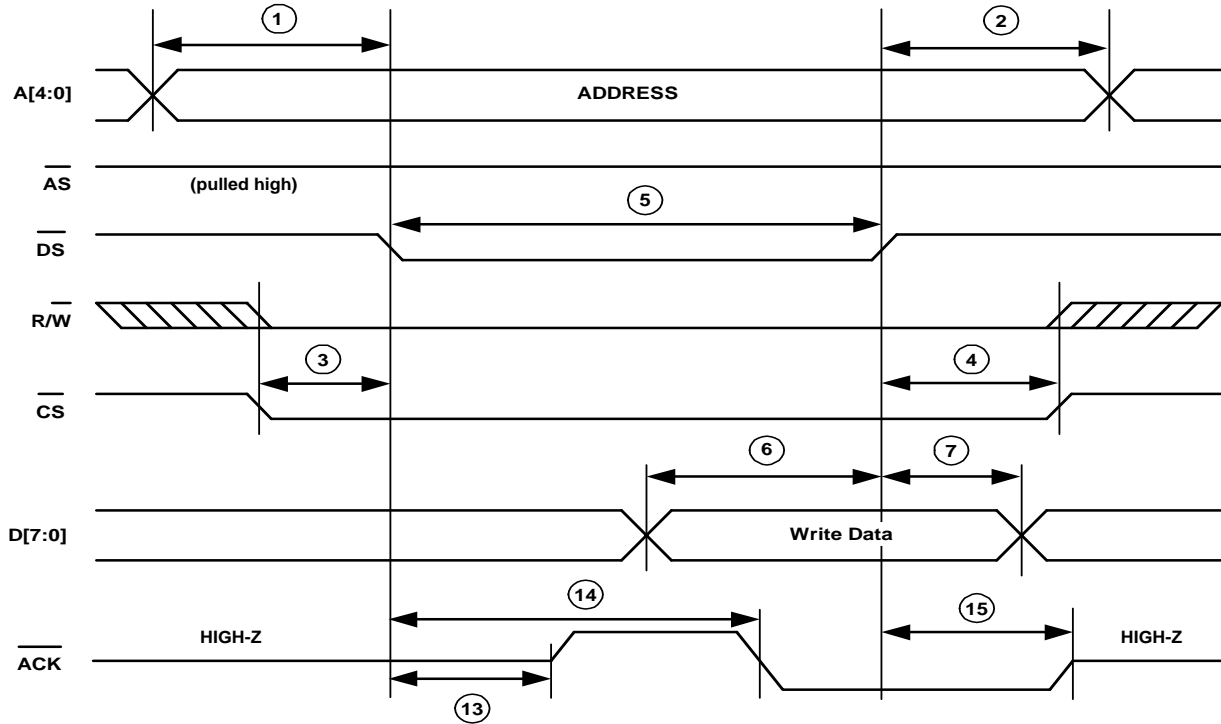 1
2
A[4:0]
ADDRESS
AS
(pulled high)
5
DS
R/W
3
4
CS
6
7
D[7:0]
Write Data
14
15
HIGH-Z
HIGH-Z
ACK
13